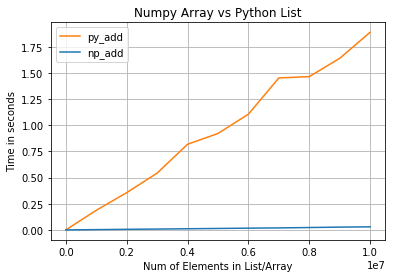 Numpy Array vs Python List
py_add
np_add
Time in seconds
1.75
1.50
1.25
1.00
0.75
0.50
0.25
0.00
0.0 0.2 0.4 0.6 0.8 1.0
1e7
Num of Elements in List/Array